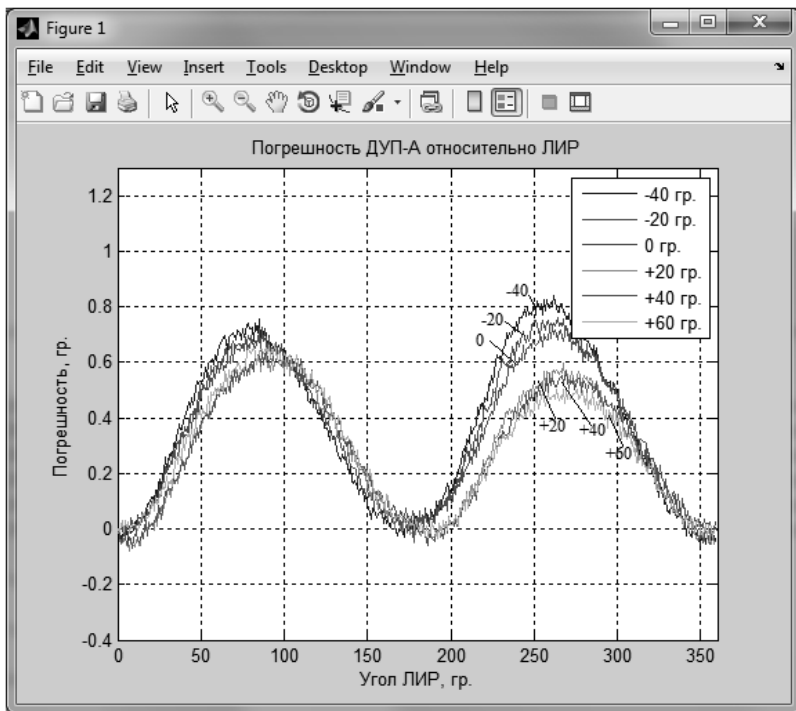 Figure 1
File Edit View Insert Tools Desktop Window Help
Погрешность ДУП-А относительно ЛИР
-40 гр.
-20 гр.
0 гр.
+20 гр.
+40 гр.
+60 гр.
-40
-20
0
+20
+40
+60
Погрешность, гр.
1.2
1
0.8
0.6
0.4
0.2
0
-0.2
-0.4
0 50 100 150 200 250 300 350
Угол ЛИР, гр.